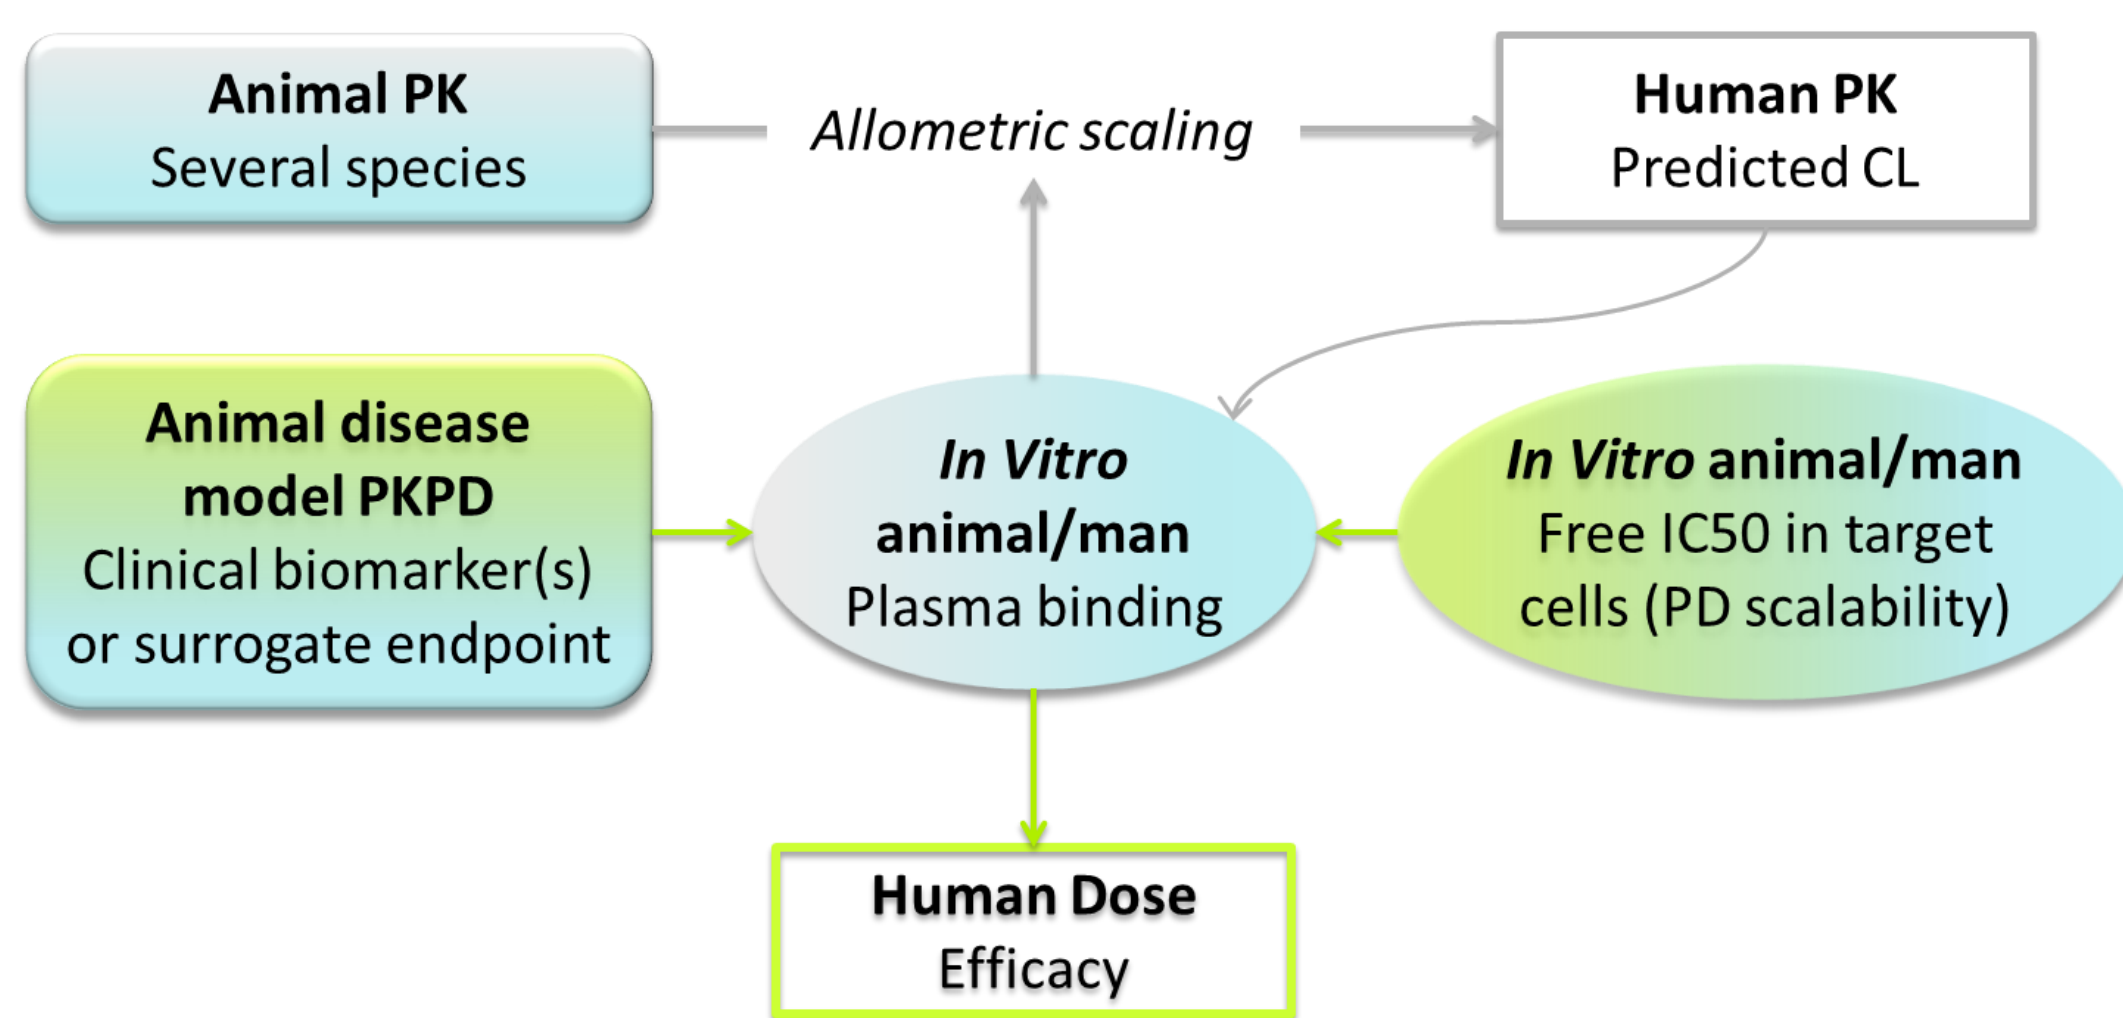 Animal PK
Several species
Allometric scaling
Human PK
Predicted CL
Animal disease
model PKPD
Clinical biomarker(s)
or surrogate endpoint
In Vitro
animal/man
Plasma binding
In Vitro animal/man
Free IC50 in target
cells (PD scalability)
Human Dose
Efficacy